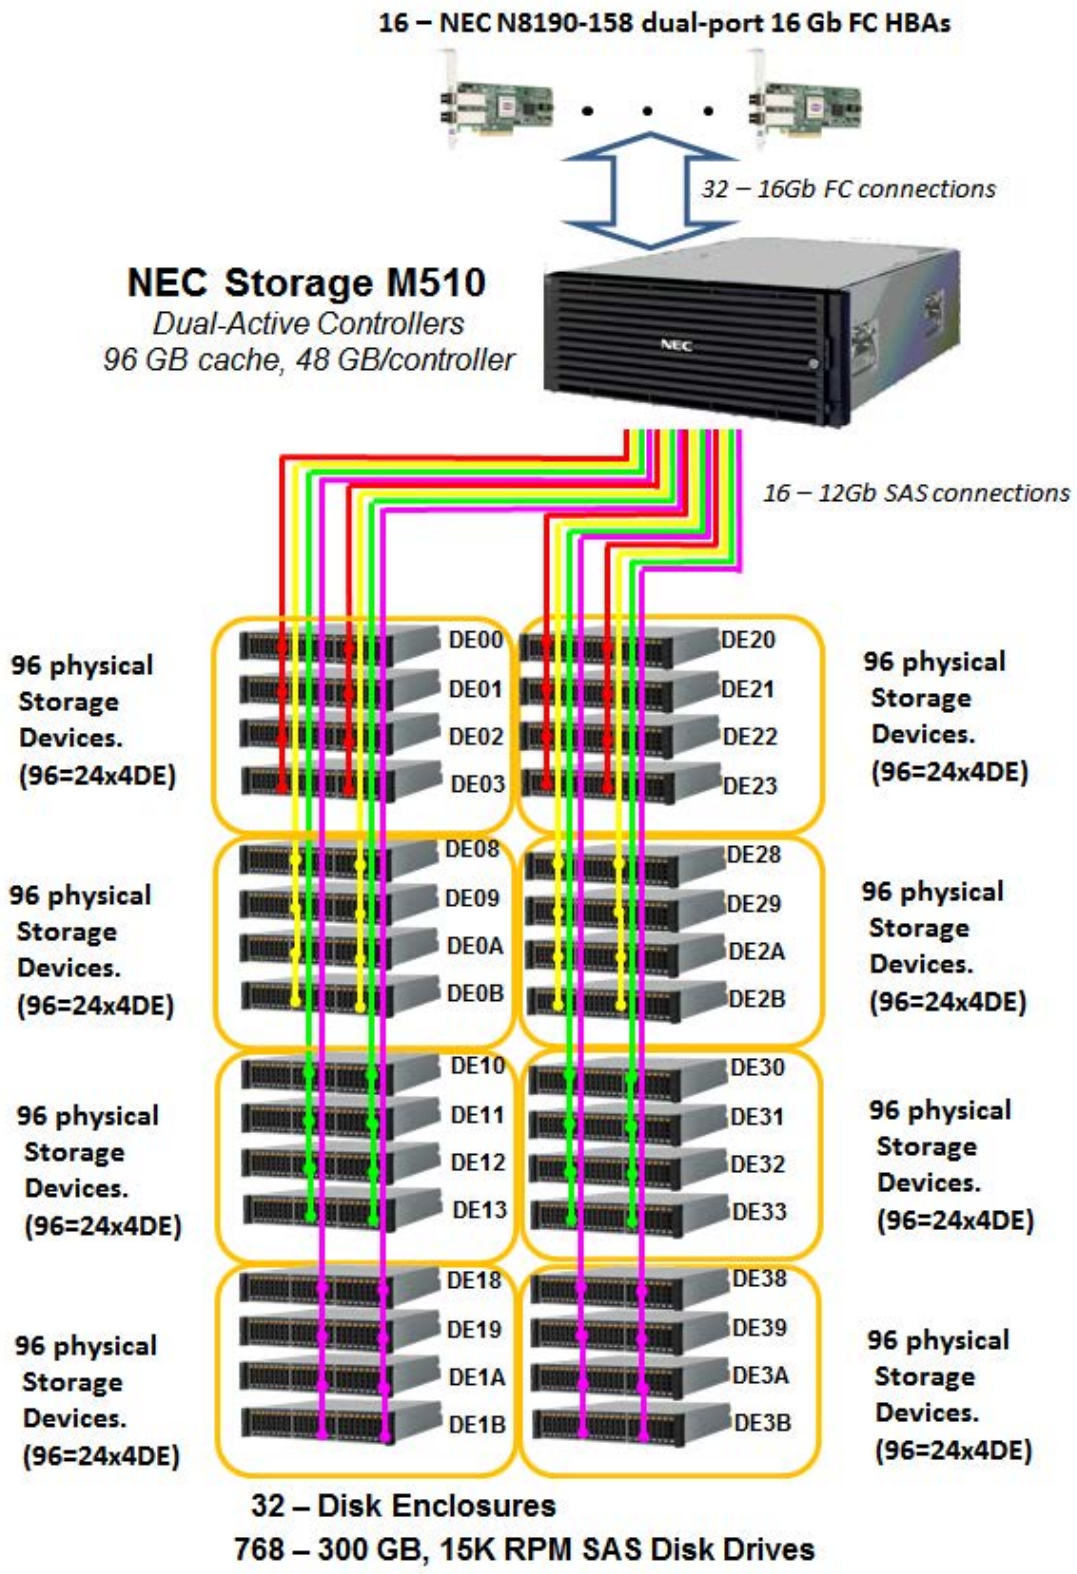 16 – NEC N8190-158 dual-port 16 Gb FC HBAs
32 – 16Gb FC connections
NEC Storage M510
Dual-Active Controllers
96 GB cache, 48 GB/controller
NEC
16 – 12Gb SAS connections
96 physical
Storage
Devices.
(96=24x4DE)
DE00
DE01
DE02
DE03
DE20
DE21
DE22
DE23
96 physical
Storage
Devices.
(96=24x4DE)
96 physical
Storage
Devices.
(96=24x4DE)
DE08
DE09
DE0A
DE0B
DE28
DE29
DE2A
DE2B
96 physical
Storage
Devices.
(96=24x4DE)
96 physical
Storage
Devices.
(96=24x4DE)
DE10
DE11
DE12
DE13
DE30
DE31
DE32
DE33
96 physical
Storage
Devices.
(96=24x4DE)
96 physical
Storage
Devices.
(96=24x4DE)
DE18
DE19
DE1A
DE1B
DE38
DE39
DE3A
DE3B
96 physical
Storage
Devices.
(96=24x4DE)
32 – Disk Enclosures
768 – 300 GB, 15K RPM SAS Disk Drives